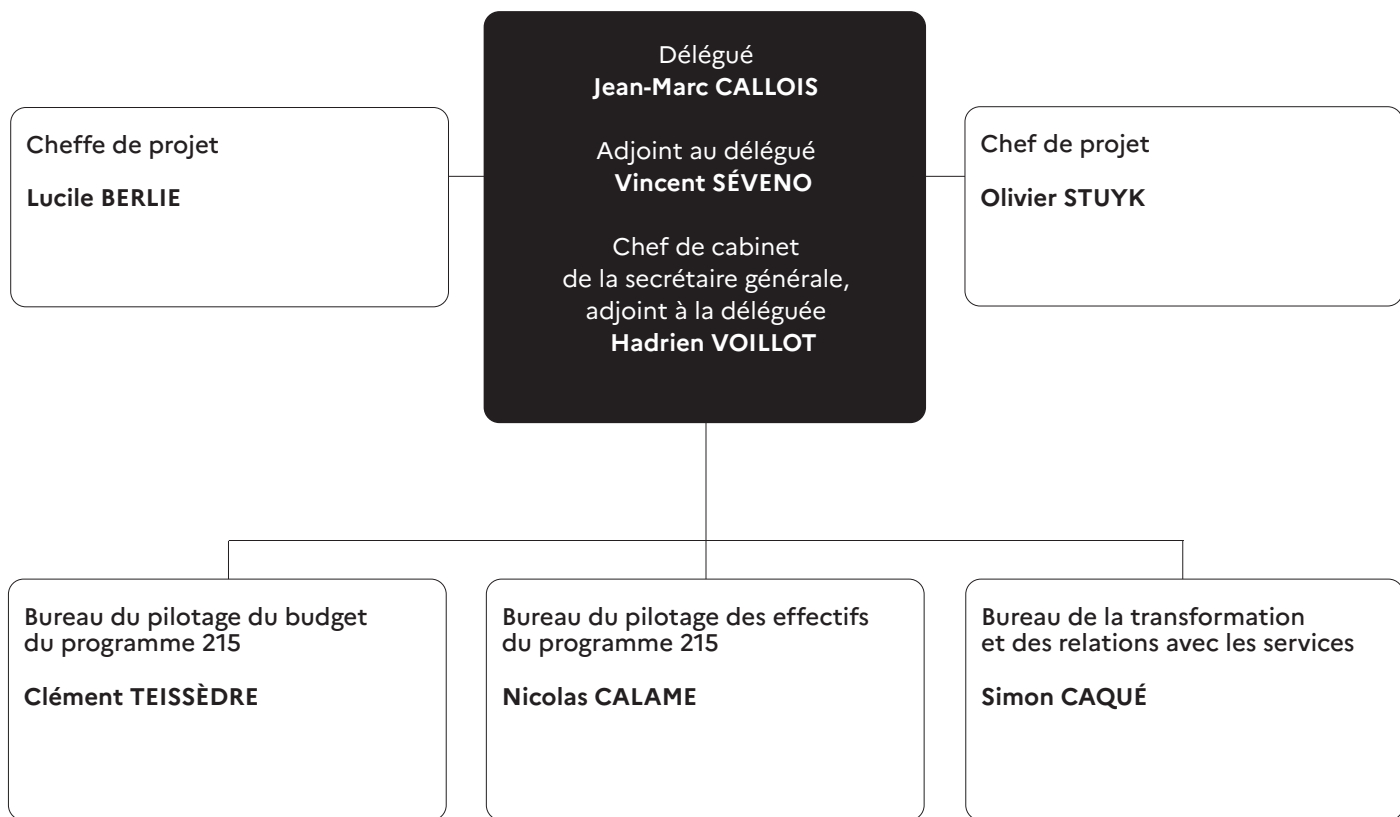 Délégué
Jean-Marc CALLOIS
Adjoint au délégué
Vincent SÉVENO
Chef de cabinet
de la secrétaire générale,
adjoint à la déléguée
Hadrien VOILLOT
Cheffe de projet
Lucile BERLIE
Chef de projet
Olivier STUYK
Bureau du pilotage du budget
du programme 215
Clément TEISSÈDRE
Bureau du pilotage des effectifs
du programme 215
Nicolas CALAME
Bureau de la transformation
et des relations avec les services
Simon CAQUÉ